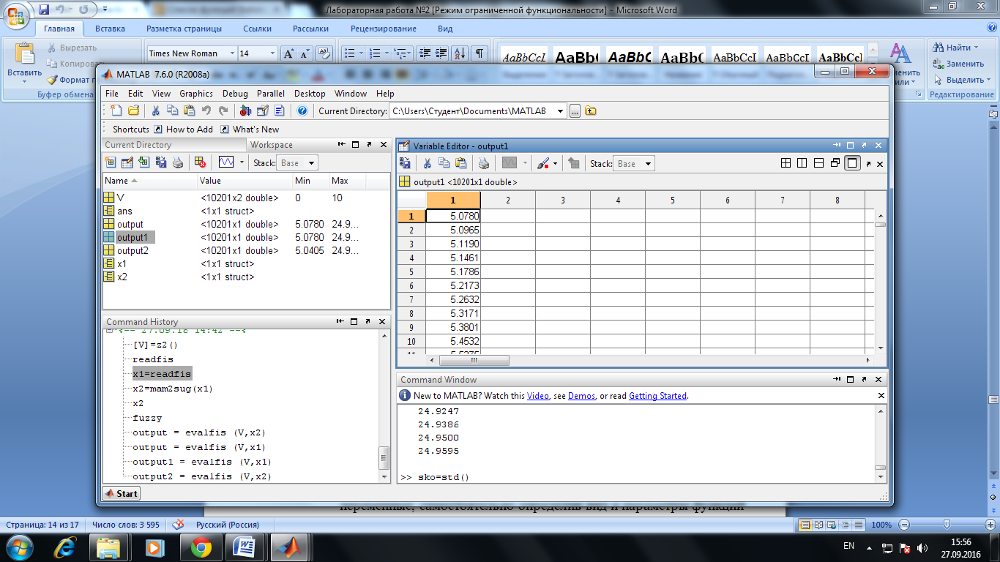 Лабораторная работа №2 [Режим ограниченной функциональности] - Microsoft Word
Главная Вставка Разметка страницы Ссылки Рассылки Рецензирование Вид
Вставить
Вырезать
Копировать
Формат п
Буфер обмена
Times New Roman 14
AaBbCcI AaBbC AaBbC AaBbCcI AaBbCcI AaBbCcI AaBbCc
Найти
Заменить
Выделить
Редактирование
MATLAB 7.6.0 (R2008a)
File Edit View Graphics Debug Parallel Desktop Window Help
Current Directory: C:\Users\Студент\Documents\MATLAB
Shortcuts How to Add What's New
Current Directory Workspace
Stack: Base
Name Value Min Max
V <10201x2 double> 0 10
ans <1x1 struct>
output <10201x1 double> 5.0780 24.9...
output1 <10201x1 double> 5.0780 24.9...
output2 <10201x1 double> 5.0405 24.9...
x1 <1x1 struct>
x2 <1x1 struct>
Command History
[V]=z2()
readfis
x1=readfis
x2=mam2sug(x1)
x2
fuzzy
output = evalfis (V,x2)
output = evalfis (V,x1)
output1 = evalfis (V,x1)
output2 = evalfis (V,x2)
Start
Variable Editor - output1
Stack: Base
output1 <10201x1 double>
1 2 3 4 5 6 7 8
1 5.0780
2 5.0965
3 5.1190
4 5.1461
5 5.1786
6 5.2173
7 5.2632
8 5.3171
9 5.3801
10 5.4532
Command Window
New to MATLAB? Watch this Video, see Demos, or read Getting Started.
24.9247
24.9386
24.9500
24.9595
>> sko=std()
переменные, самостоятельно определив вид и параметры функций
Страница: 14 из 17 Число слов: 3 595 Русский (Россия) 100%
EN 15:56
27.09.2016